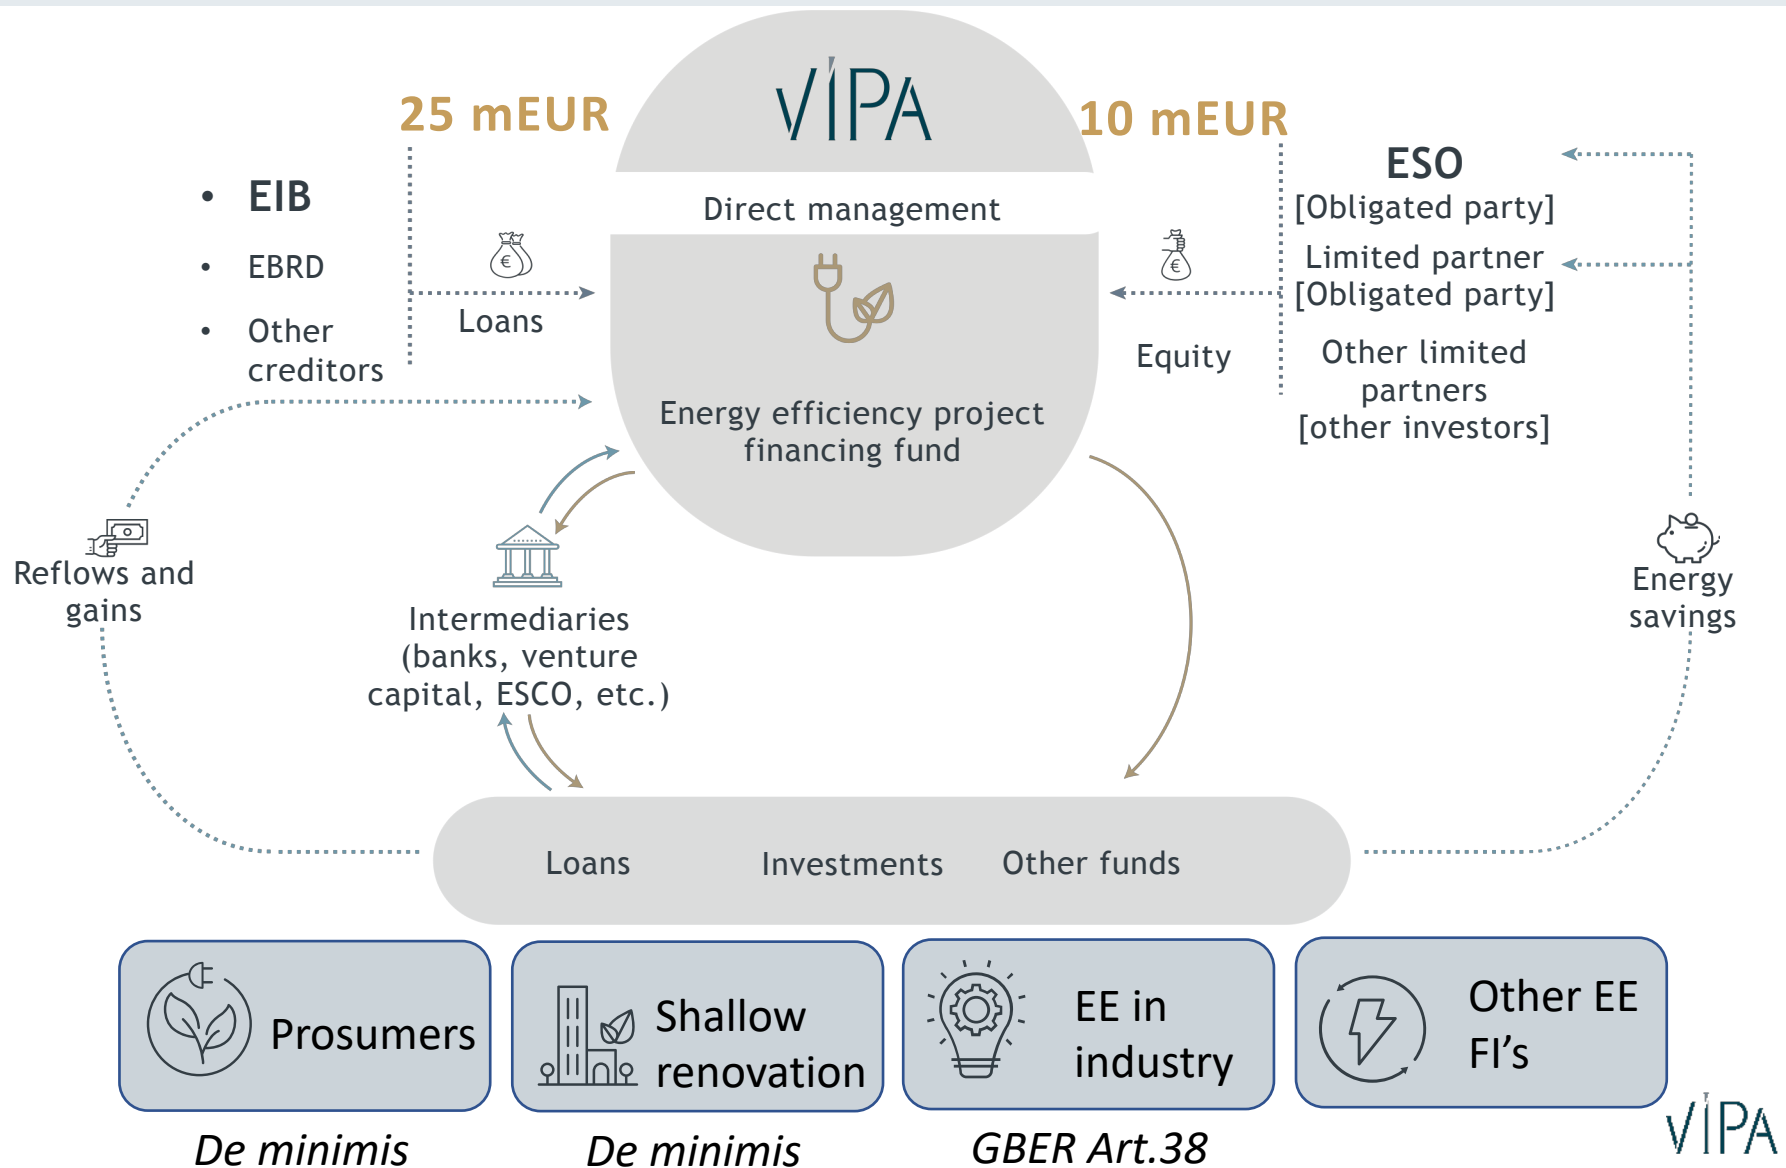 VIPA
25 mEUR
10 mEUR
Direct management
• EIB
• EBRD
• Other
creditors
Loans
ESO
[Obligated party]
Limited partner
[Obligated party]
Other limited
partners
[other investors]
Equity
Energy efficiency project
financing fund
Reflows and
gains
Intermediaries
(banks, venture
capital, ESCO, etc.)
Energy
savings
Loans
Investments
Other funds
Prosumers
Shallow
renovation
EE in
industry
Other EE
FI's
De minimis
De minimis
GBER Art.38
VIPA